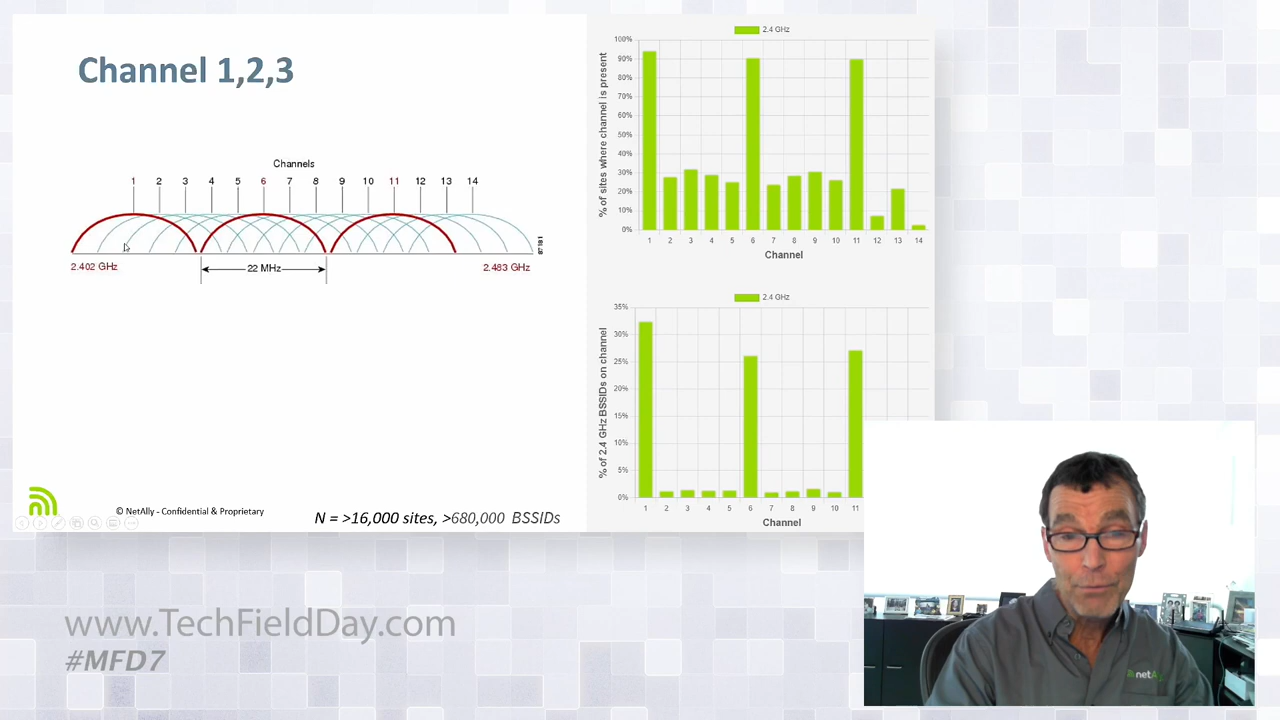 Channel 1,2,3
Channels
1 2 3 4 5 6 7 8 9 10 11 12 13 14
2.402 GHz
22 MHz
2.483 GHz
87181
© NetAlly - Confidential & Proprietary
N = >16,000 sites, >680,000 BSSIDs
2.4 GHz
% of sites where channel is present
100%
90%
80%
70%
60%
50%
40%
30%
20%
10%
0%
1 2 3 4 5 6 7 8 9 10 11 12 13 14
Channel
2.4 GHz
% of 2.4 GHz BSSIDs on channel
35%
30%
25%
20%
15%
10%
5%
0%
1 2 3 4 5 6 7 8 9 10 11
Channel
www.TechFieldDay.com
#MFD7
netAlly